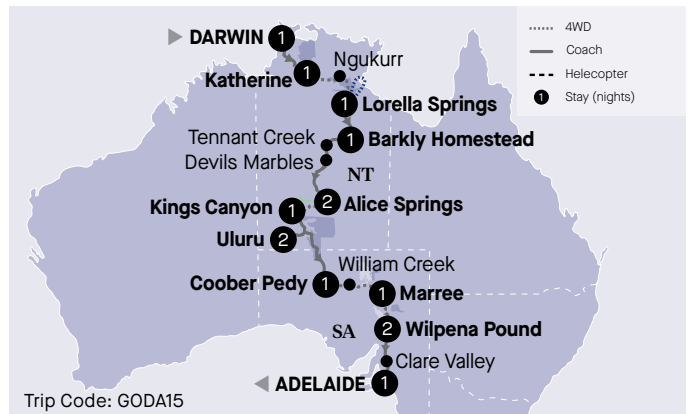 4WD
Coach
Helecopter
1 Stay (nights)
DARWIN 1
Ngukurr
Katherine 1
1 Lorella Springs
Tennant Creek
1 Barkly Homestead
Devils Marbles
NT
Kings Canyon 1
2 Alice Springs
Uluru 2
William Creek
Coober Pedy 1
1 Marree
SA
2 Wilpena Pound
Clare Valley
ADELAIDE 1
Trip Code: GODA15